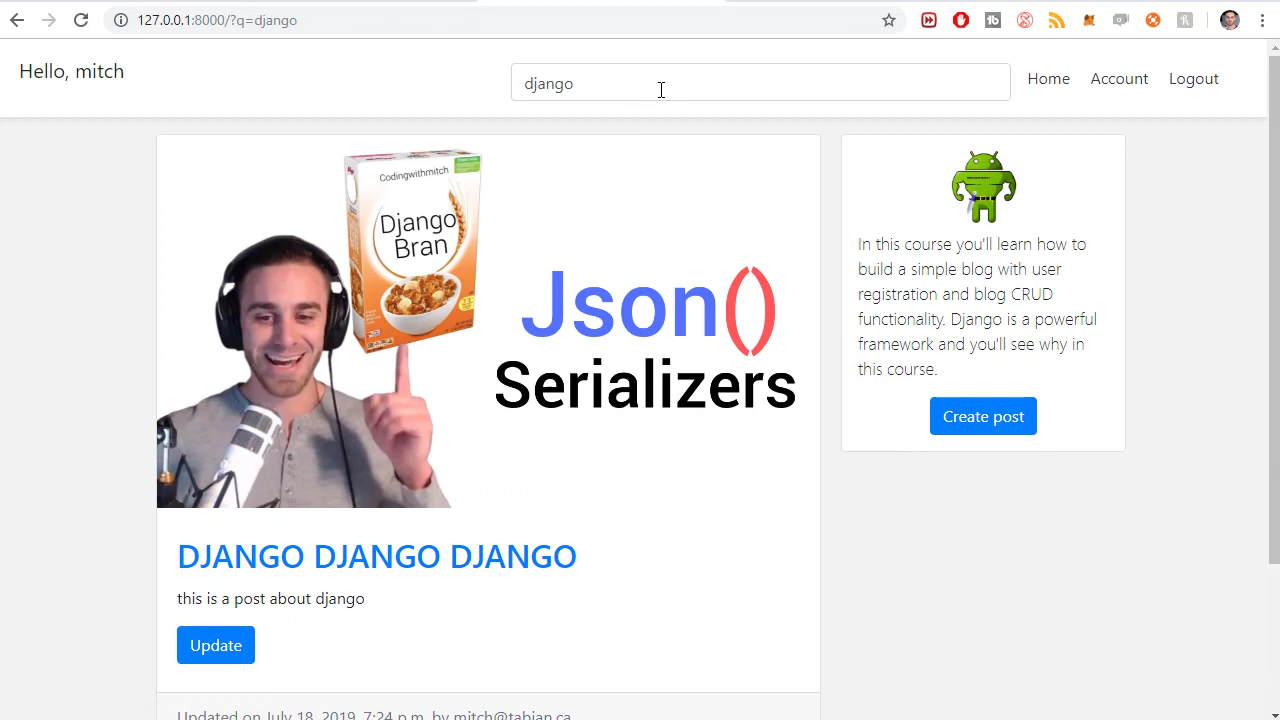 127.0.0.1:8000/?q=django
Hello, mitch
django
Home
Account
Logout
Codingwithmitch
Django
Bran
Json()
Serializers
In this course you'll learn how to
build a simple blog with user
registration and blog CRUD
functionality. Django is a powerful
framework and you'll see why in
this course.
Create post
DJANGO DJANGO DJANGO
this is a post about django
Update
Updated on July 18, 2019, 7:24 p.m. by mitch@tabian.ca